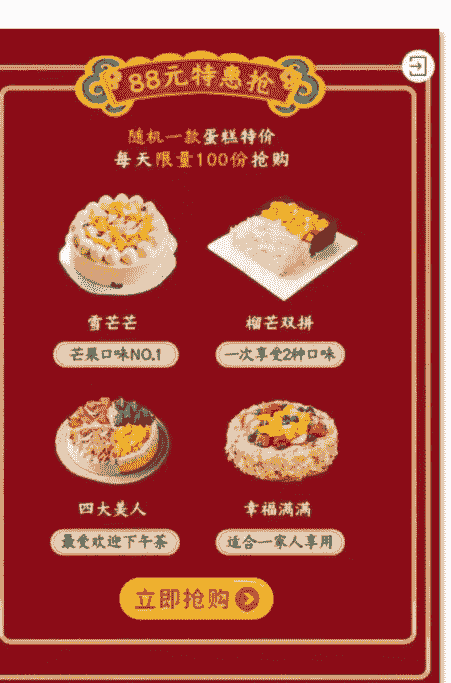 88元特惠抢
随机一款蛋糕特价
每天限量100份抢购
雪芒芒
榴芒双拼
芒果口味NO.1
一次享受2种口味
四大美人
幸福满满
最受欢迎下午茶
适合一家人享用
立即抢购